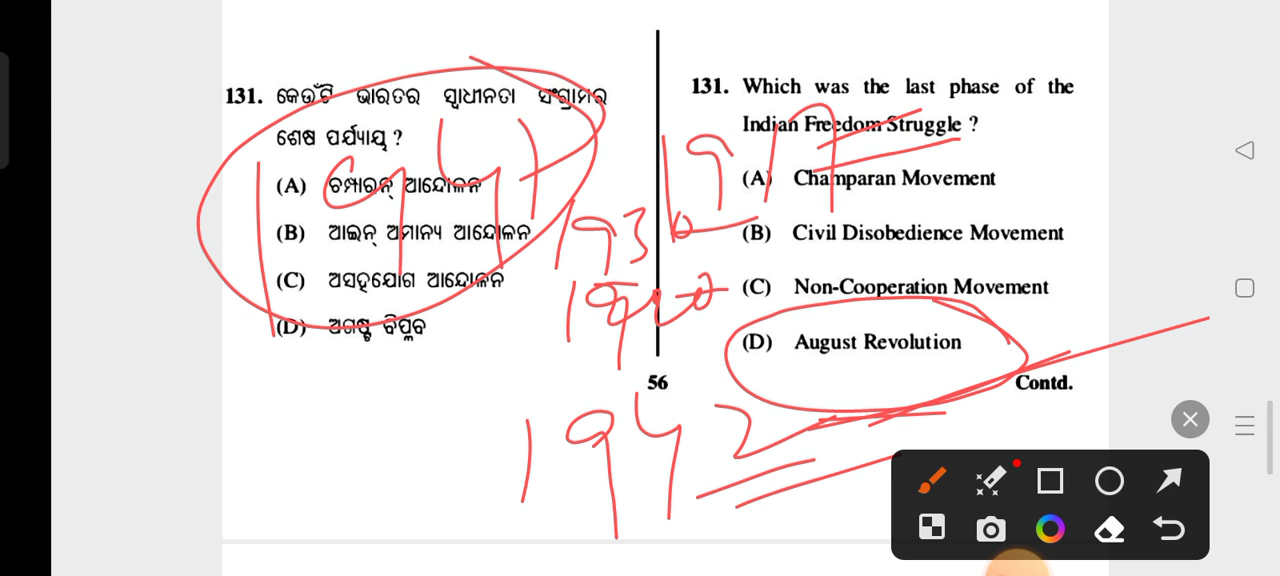 131. କେଉଁଟି ଭାରତର ସ୍ୱାଧୀନତା ସଂଗ୍ରାମର
ଶେଷ ପର୍ଯ୍ୟାୟ ?
(A) ଚମ୍ପାରନ୍ ଆନ୍ଦୋଳନ
(B) ଆଇନ୍ ଅମାନ୍ୟ ଆନ୍ଦୋଳନ
(C) ଅସହଯୋଗ ଆନ୍ଦୋଳନ
(D) ଅଗଷ୍ଟ ବିପ୍ଳବ
1947
131. Which was the last phase of the
Indian Freedom Struggle ?
(A) Champaran Movement
(B) Civil Disobedience Movement
(C) Non-Cooperation Movement
(D) August Revolution
1917
1942
56
Contd.